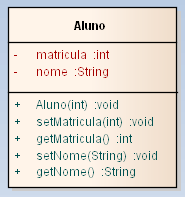 Aluno
- matricula :int
- nome :String
+ Aluno(int) :void
+ setMatricula(int) :void
+ getMatricula() :int
+ setNome(String) :void
+ getNome() :String